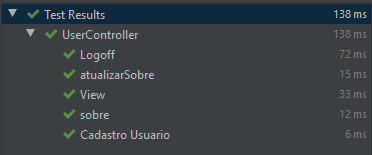 Test Results 138 ms
UserController 138 ms
Logoff 72 ms
atualizarSobre 15 ms
View 33 ms
sobre 12 ms
Cadastro Usuario 6 ms